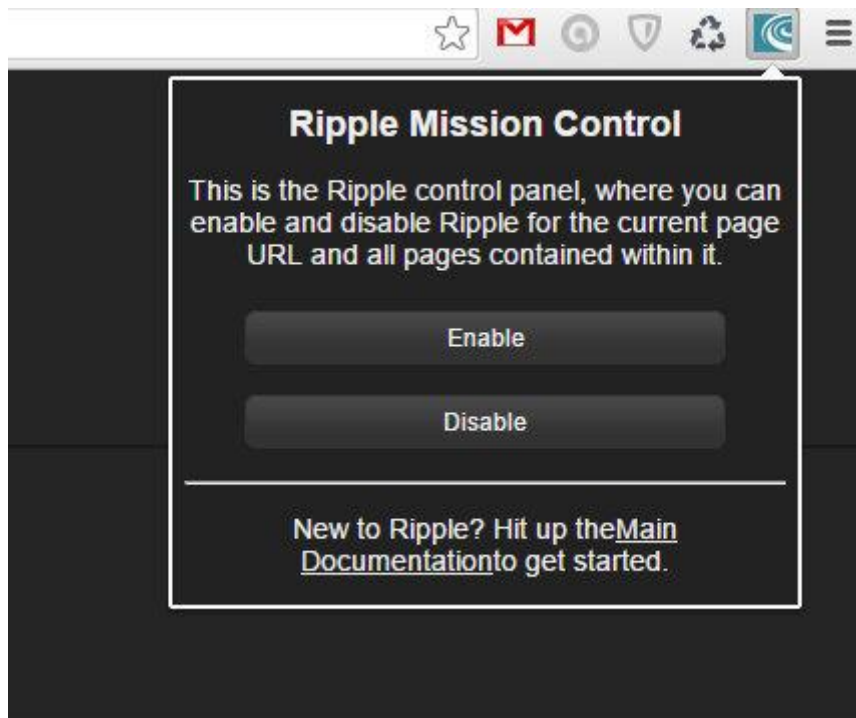 Ripple Mission Control
This is the Ripple control panel, where you can
enable and disable Ripple for the current page
URL and all pages contained within it.
Enable
Disable
New to Ripple? Hit up theMain
Documentationto get started.